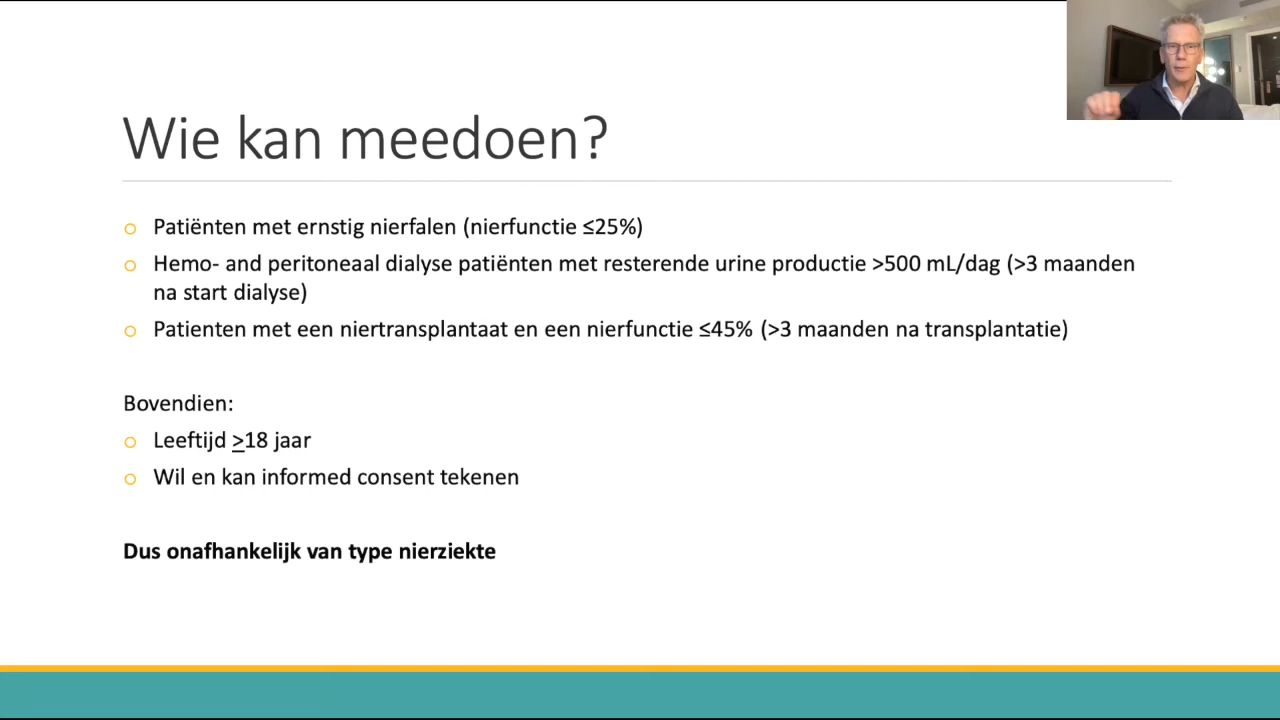 Wie kan meedoen?
Patiënten met ernstig nierfalen (nierfunctie ≤25%)
Hemo- and peritoneaal dialyse patiënten met resterende urine productie >500 mL/dag (>3 maanden
na start dialyse)
Patienten met een niertransplantaat en een nierfunctie ≤45% (>3 maanden na transplantatie)
Bovendien:
Leeftijd >18 jaar
Wil en kan informed consent tekenen
Dus onafhankelijk van type nierziekte